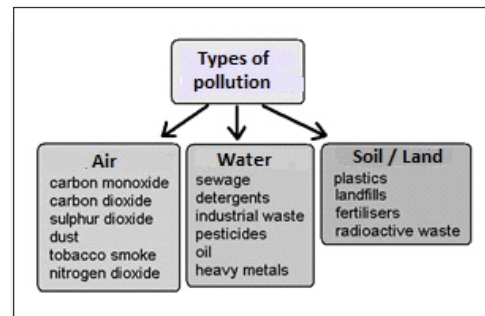 Types of
pollution
Air
carbon monoxide
carbon dioxide
sulphur dioxide
dust
tobacco smoke
nitrogen dioxide
Water
sewage
detergents
industrial waste
pesticides
oil
heavy metals
Soil / Land
plastics
landfills
fertilisers
radioactive waste